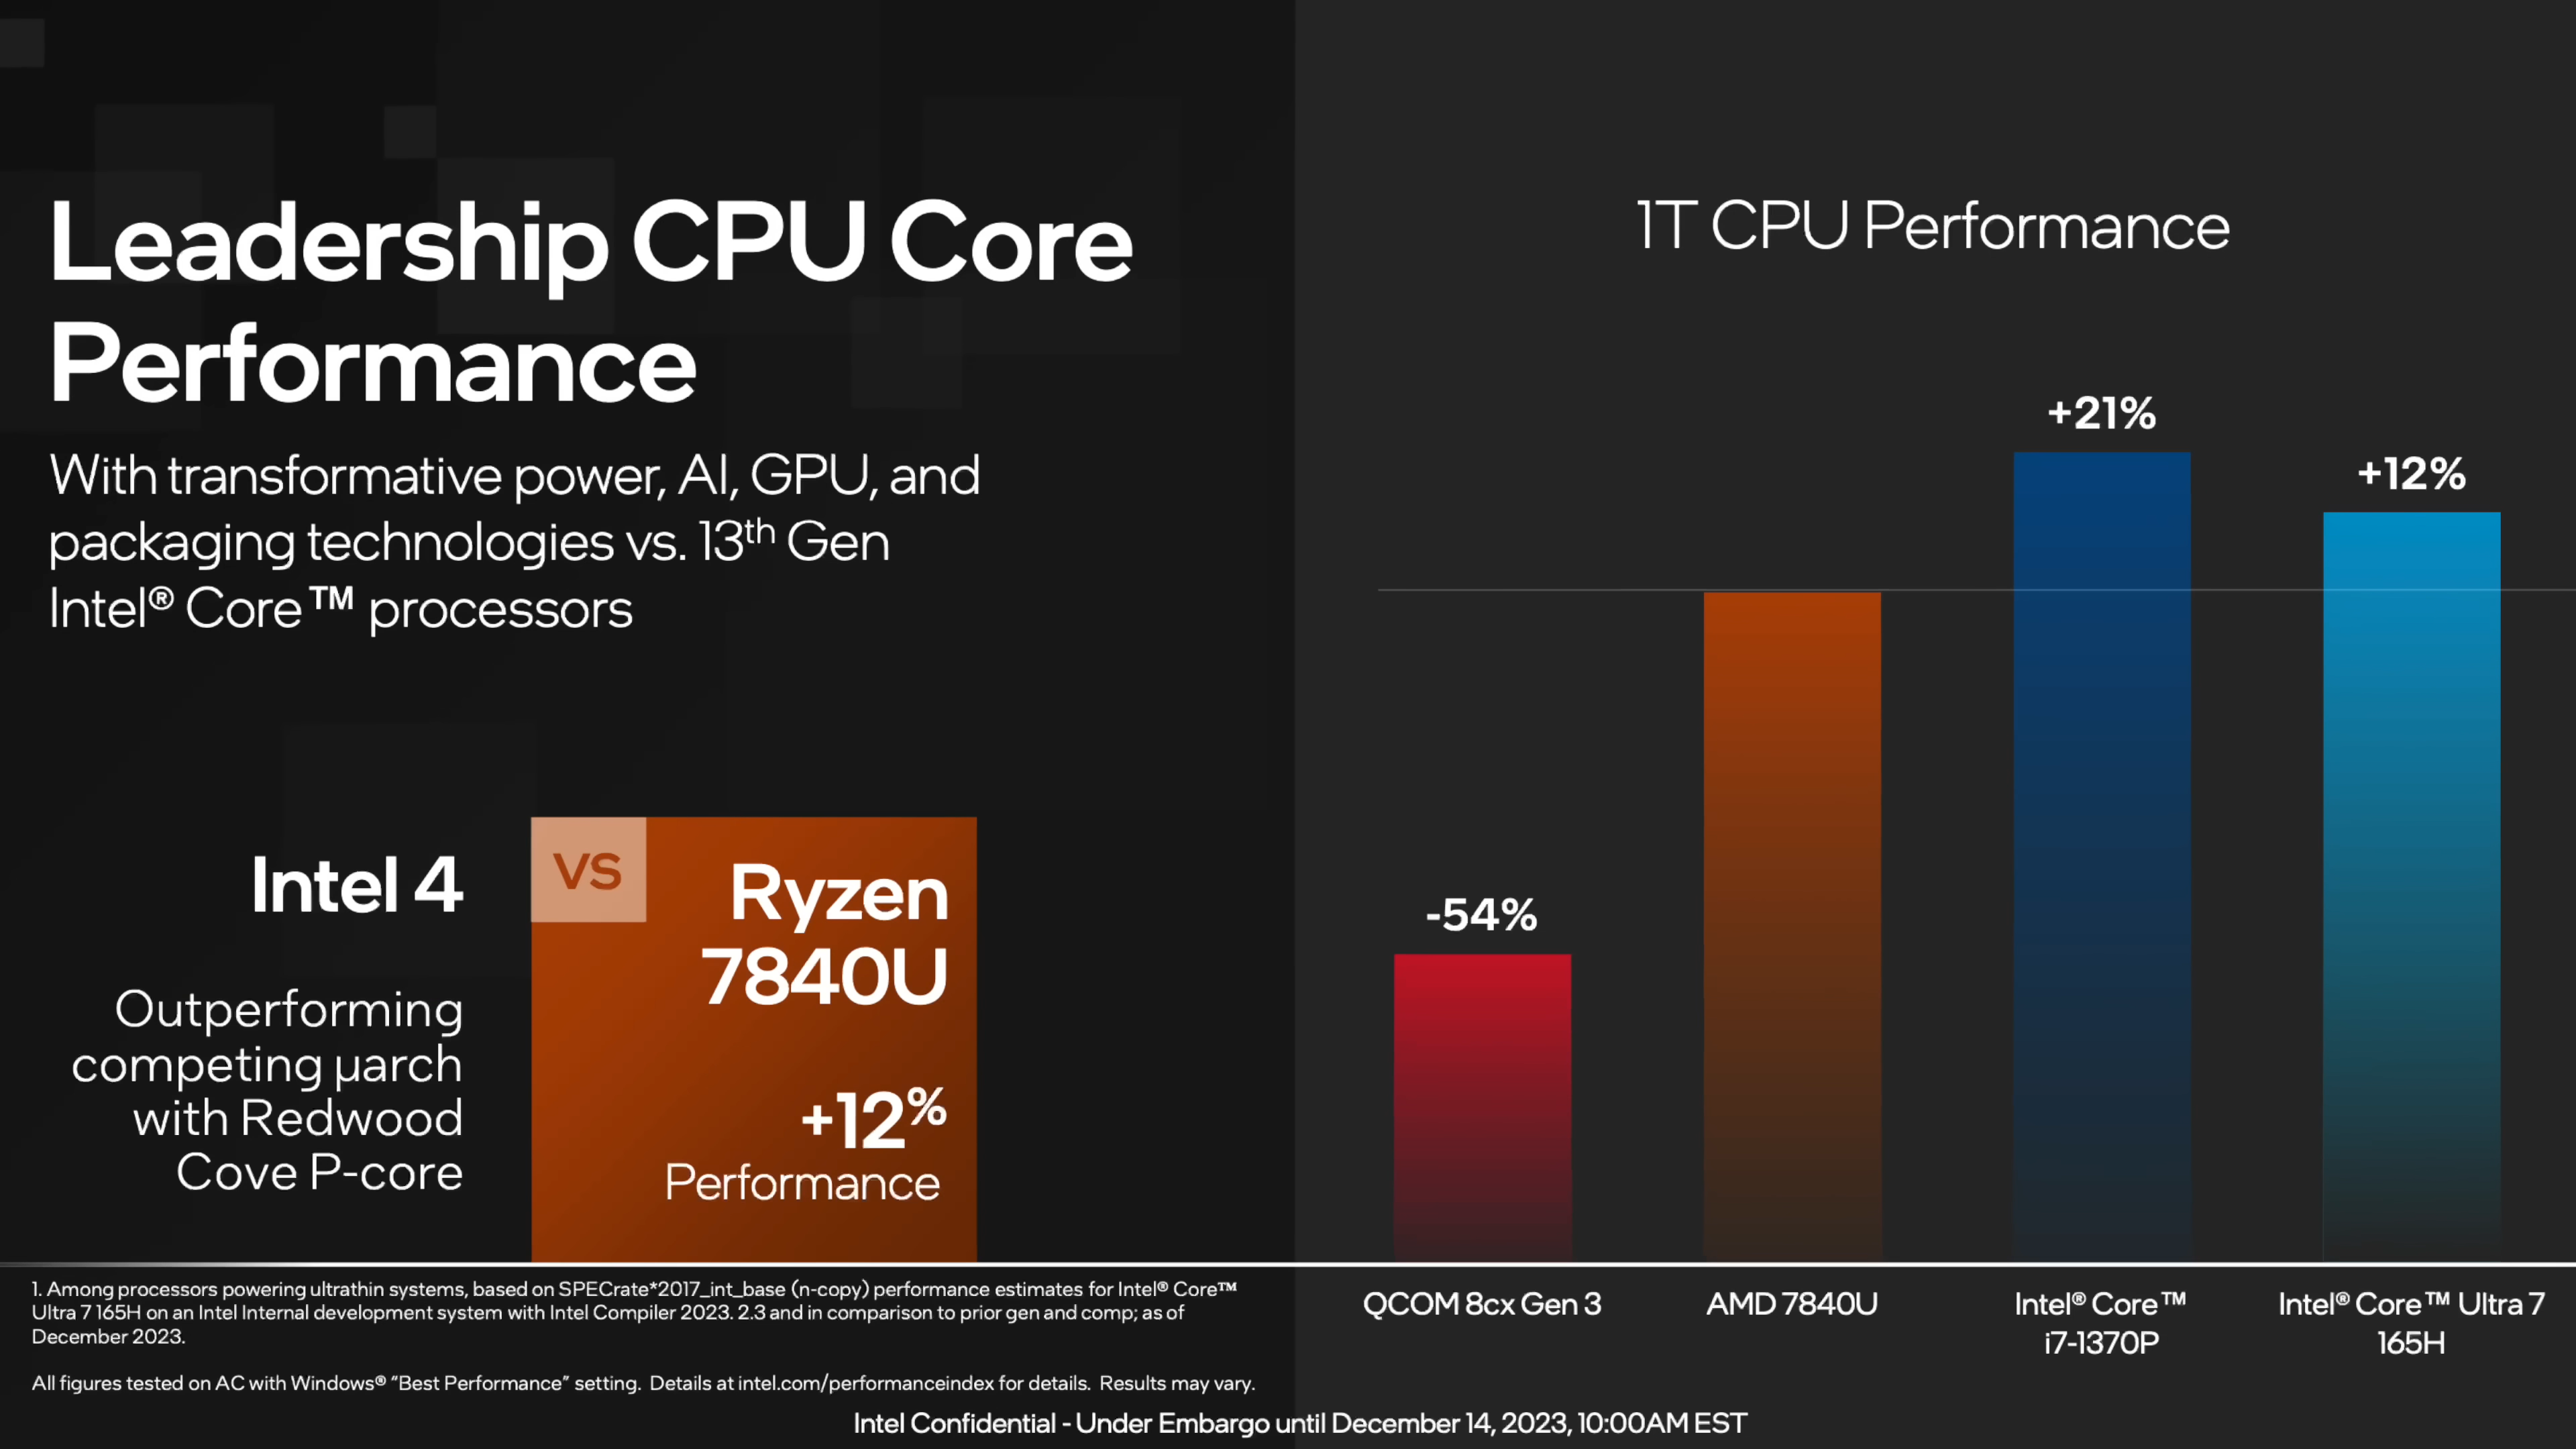 Leadership CPU Core
Performance
With transformative power, AI, GPU, and
packaging technologies vs. 13th Gen
Intel® Core™ processors
Intel 4
Outperforming
competing µarch
with Redwood
Cove P-core
VS
Ryzen
7840U
+12%
Performance
1. Among processors powering ultrathin systems, based on SPECrate*2017_int_base (n-copy) performance estimates for Intel® Core™
Ultra 7 165H on an Intel Internal development system with Intel Compiler 2023. 2.3 and in comparison to prior gen and comp; as of
December 2023.
All figures tested on AC with Windows® "Best Performance" setting. Details at intel.com/performanceindex for details. Results may vary.
1T CPU Performance
-54%
+21%
+12%
QCOM 8cx Gen 3
AMD 7840U
Intel® Core™
i7-1370P
Intel® Core™ Ultra 7
165H
Intel Confidential - Under Embargo until December 14, 2023, 10:00AM EST